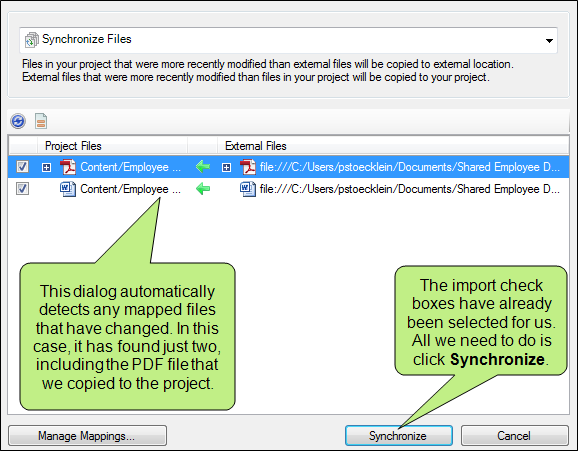 Synchronize Files
Files in your project that were more recently modified than external files will be copied to external location.
External files that were more recently modified than files in your project will be copied to your project.
Project Files External Files
Content/Employee ... file:///C:/Users/pstoecklein/Documents/Shared Employee D...
Content/Employee ... file:///C:/Users/pstoecklein/Documents/Shared Employee D...
This dialog automatically
detects any mapped files
that have changed. In this
case, it has found just two,
including the PDF file that
we copied to the project.
The import check
boxes have already
been selected for us.
All we need to do is
click Synchronize.
Manage Mappings... Synchronize Cancel